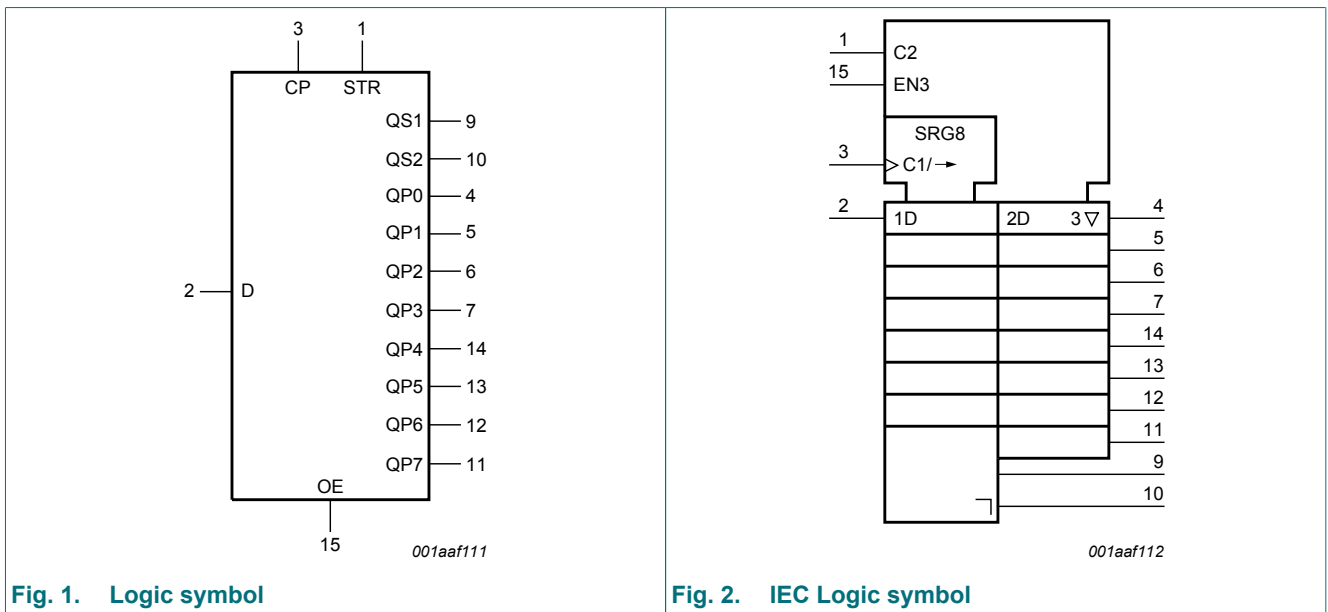 3 1
CP STR
QS1 9
QS2 10
QP0 4
QP1 5
QP2 6
2 D
QP3 7
QP4 14
QP5 13
QP6 12
QP7 11
OE
15
001aaf111
Fig. 1. Logic symbol
1 C2
15 EN3
SRG8
3 C1/→
2 1D 2D 3 ▽ 4
5
6
7
14
13
12
11
9
10
001aaf112
Fig. 2. IEC Logic symbol